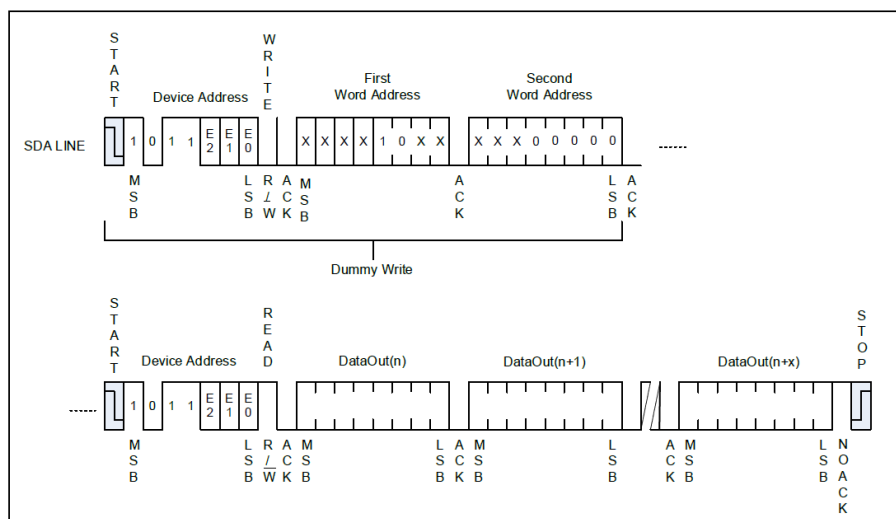 START
WRITE
Device Address
First
Word Address
Second
Word Address
SDA LINE
1 0 1 1 E2 E1 E0
X X X X 1 0 X X
X X X 0 0 0 0 0
......
MSB
LSB
R/W
ACK
MSB
ACK
LSB
ACK
Dummy Write
START
READ
STOP
Device Address
DataOut(n)
DataOut(n+1)
DataOut(n+x)
......
1 0 1 1 E2 E1 E0
MSB
LSB
R/W
ACK
MSB
LSB
ACK
MSB
LSB
ACK
MSB
LSB
NOACK